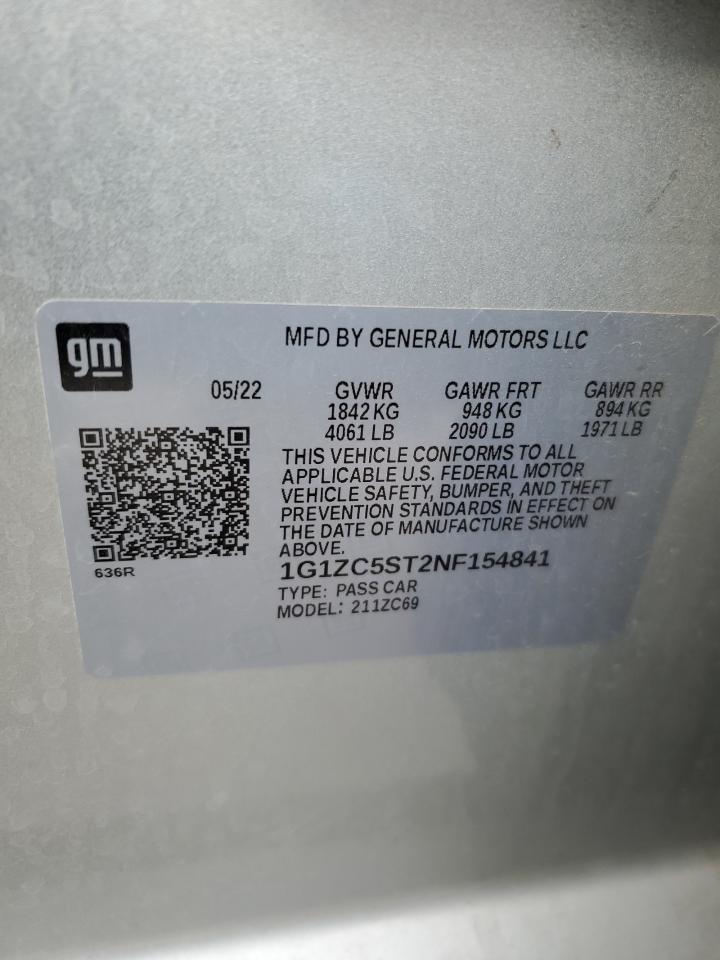 gm
MFD BY GENERAL MOTORS LLC
05/22 GVWR GAWR FRT GAWR RR
1842 KG 948 KG 894 KG
4061 LB 2090 LB 1971 LB
THIS VEHICLE CONFORMS TO ALL
APPLICABLE U.S. FEDERAL MOTOR
VEHICLE SAFETY, BUMPER, AND THEFT
PREVENTION STANDARDS IN EFFECT ON
THE DATE OF MANUFACTURE SHOWN
ABOVE.
636R
1G1ZC5ST2NF154841
TYPE: PASS CAR
MODEL: 211ZC69